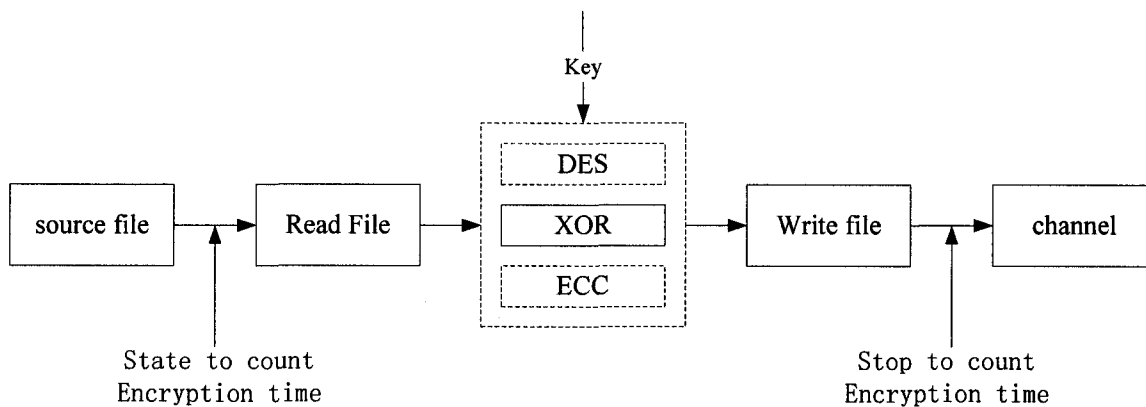 Key
DES
source file
Read File
XOR
Write file
channel
ECC
State to count
Encryption time
Stop to count
Encryption time